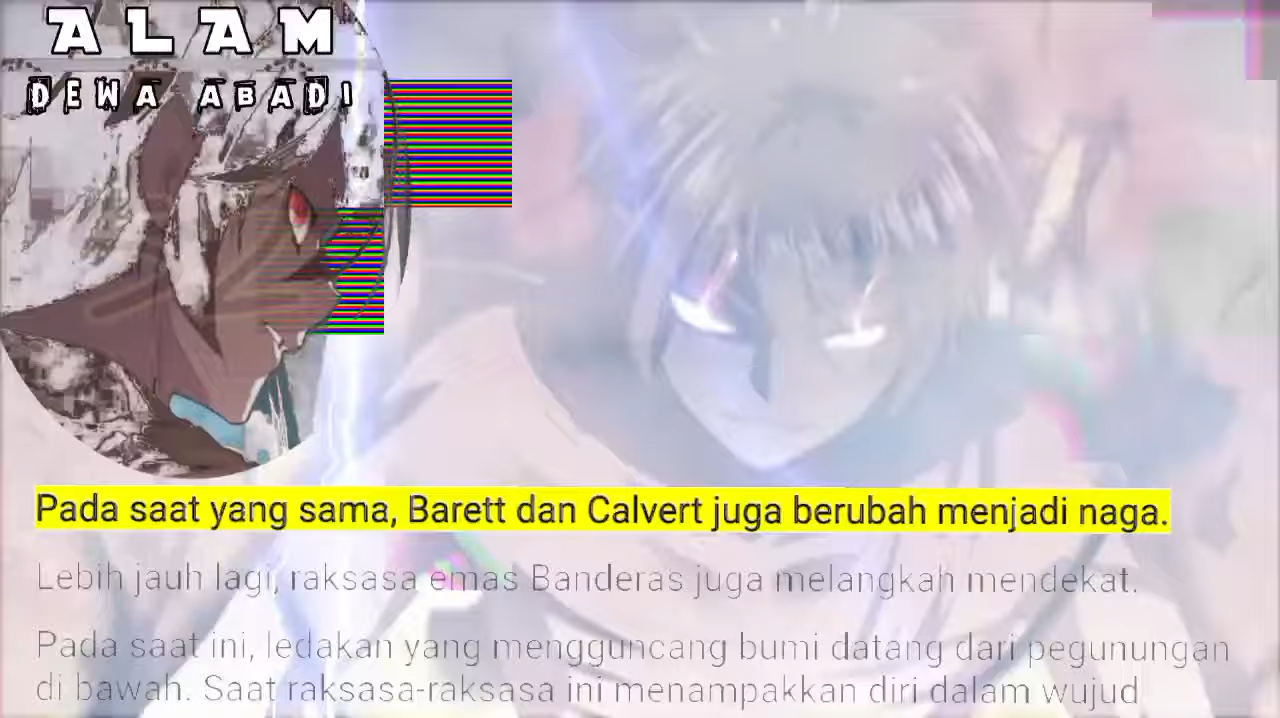 ALAM
DEWA ABADI
Pada saat yang sama, Barett dan Calvert juga berubah menjadi naga.
Lebih jauh lagi, raksasa emas Banderas juga melangkah mendekat.
Pada saat ini, ledakan yang mengguncang bumi datang dari pegunungan
di bawah. Saat raksasa-raksasa ini menampakkan diri dalam wujud